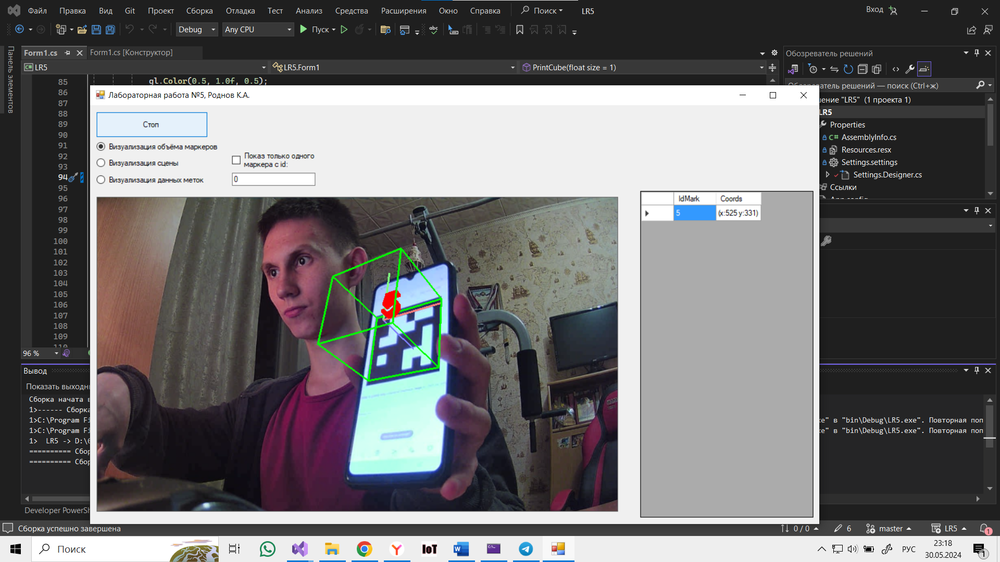 Файл Правка Вид Git Проект Сборка Отладка Тест Анализ Средства Расширения Окно Справка Поиск LR5 Вход
Debug Any CPU Пуск
Панель элементов
Form1.cs Form1.cs [Конструктор]
LR5 LR5.Form1 PrintCube(float size = 1)
85 gl.Color(0.5, 1.0f, 0.5);
86
87
88
89
90
91
92
93
94
95
96
97
98
99
100
101
102
103
104
105
106
107
108
109
110
96 %
Лабораторная работа №5, Роднов К.А.
Стоп
Визуализация объёма маркеров
Визуализация сцены
Визуализация данных меток
Показ только одного
маркера с id:
0
IdMark Coords
5 (x:525 y:331)
5
Обозреватель решений
Обозреватель решений — поиск (Ctrl+ж)
ение "LR5" (1 проекта 1)
LR5
Properties
AssemblyInfo.cs
Resources.resx
Settings.settings
Settings.Designer.cs
Ссылки
App.config
Вывод
Показать выходн
Сборка начата в
1>------ Сборка
1>C:\Program Fi
xe" в "bin\Debug\LR5.exe". Повторная поп
1>C:\Program Fi
xe" в "bin\Debug\LR5.exe". Повторная поп
1> LR5 -> D:\6
========== Сбор
========== Сбор
Developer PowerSh
Сборка успешно завершена 0 / 0 6 master LR5 1
Поиск IoT РУС 23:18
30.05.2024 1